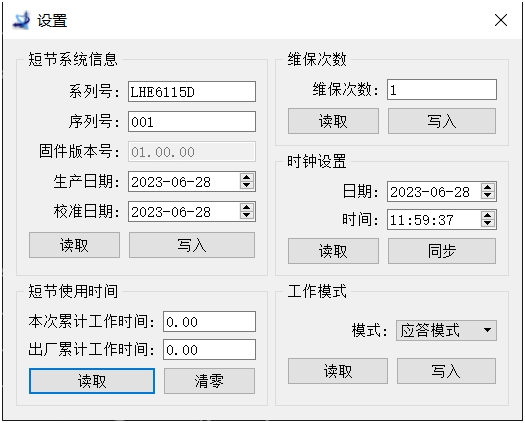 设置
短节系统信息
系列号: LHE6115D
序列号: 001
固件版本号: 01.00.00
生产日期: 2023-06-28
校准日期: 2023-06-28
读取 写入
维保次数
维保次数: 1
读取 写入
时钟设置
日期: 2023-06-28
时间: 11:59:37
读取 同步
短节使用时间
本次累计工作时间: 0.00
出厂累计工作时间: 0.00
读取 清零
工作模式
模式: 应答模式
读取 写入